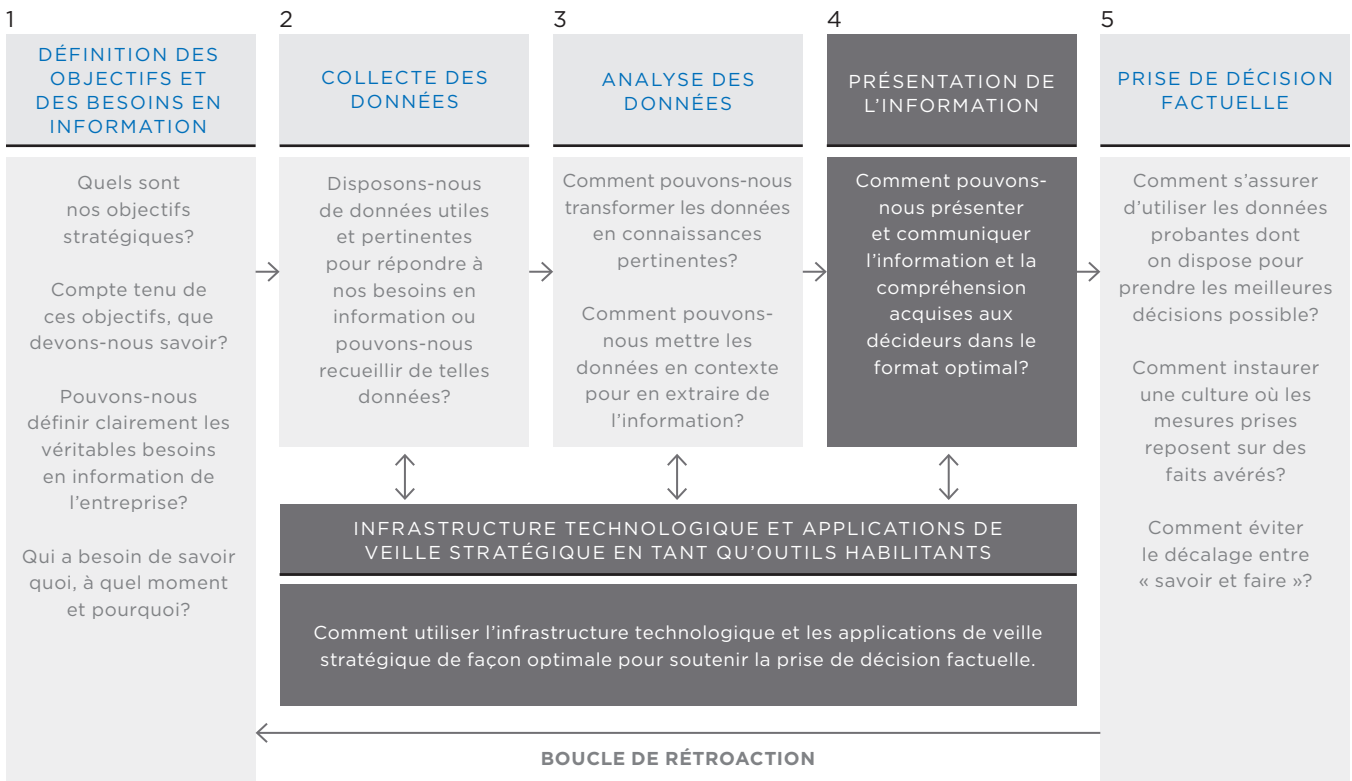 1
DÉFINITION DES
OBJECTIFS ET
DES BESOINS EN
INFORMATION
Quels sont
nos objectifs
stratégiques?
Compte tenu de
ces objectifs, que
devons-nous savoir?
Pouvons-nous
définir clairement les
véritables besoins
en information de
l’entreprise?
Qui a besoin de savoir
quoi, à quel moment
et pourquoi?
2
COLLECTE DES
DONNÉES
Disposons-nous
de données utiles
et pertinentes
pour répondre à
nos besoins en
information ou
pouvons-nous
recueillir de telles
données?
3
ANALYSE DES
DONNÉES
Comment pouvons-nous
transformer les données
en connaissances
pertinentes?
Comment pouvons-
nous mettre les
données en contexte
pour en extraire de
l’information?
4
PRÉSENTATION DE
L’INFORMATION
Comment pouvons-
nous présenter
et communiquer
l’information et la
compréhension
acquises aux
décideurs dans le
format optimal?
5
PRISE DE DÉCISION
FACTUELLE
Comment s’assurer
d’utiliser les données
probantes dont
on dispose pour
prendre les meilleures
décisions possible?
Comment instaurer
une culture où les
mesures prises
reposent sur des
faits avérés?
Comment éviter
le décalage entre
« savoir et faire »?
INFRASTRUCTURE TECHNOLOGIQUE ET APPLICATIONS DE
VEILLE STRATÉGIQUE EN TANT QU’OUTILS HABILITANTS
Comment utiliser l’infrastructure technologique et les applications de veille
stratégique de façon optimale pour soutenir la prise de décision factuelle.
BOUCLE DE RÉTROACTION